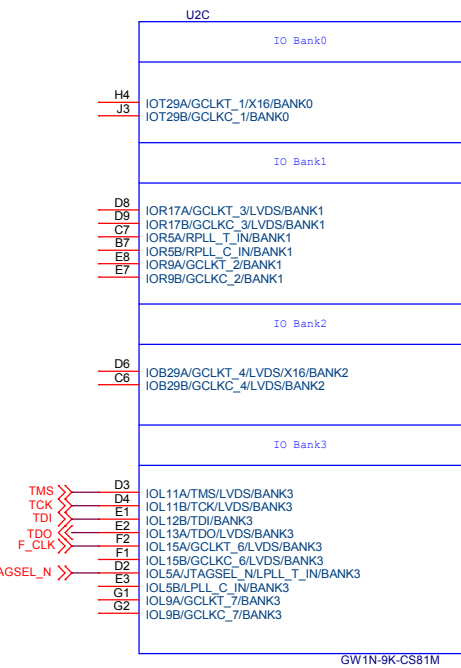 U2C
IO Bank0
H4 IOT29A/GCLKT_1/X16/BANK0
J3 IOT29B/GCLKC_1/BANK0
IO Bank1
D8 IOR17A/GCLKT_3/LVDS/BANK1
D9 IOR17B/GCLKC_3/LVDS/BANK1
C7 IOR5A/RPLL_T_IN/BANK1
B7 IOR5B/RPLL_C_IN/BANK1
E8 IOR9A/GCLKT_2/BANK1
E7 IOR9B/GCLKC_2/BANK1
IO Bank2
D6 IOB29A/GCLKT_4/LVDS/X16/BANK2
C6 IOB29B/GCLKC_4/LVDS/BANK2
IO Bank3
TMS D3 IOL11A/TMS/LVDS/BANK3
TCK D4 IOL11B/TCK/LVDS/BANK3
TDI E1 IOL12B/TDI/BANK3
TDO E2 IOL13A/TDO/LVDS/BANK3
F_CLK F2 IOL15A/GCLKT_6/LVDS/BANK3
F1 IOL15B/GCLKC_6/LVDS/BANK3
AGSEL_N D2 IOL5A/JTAGSEL_N/LPLL_T_IN/BANK3
E3 IOL5B/LPLL_C_IN/BANK3
G1 IOL9A/GCLKT_7/BANK3
G2 IOL9B/GCLKC_7/BANK3
GW1N-9K-CS81M